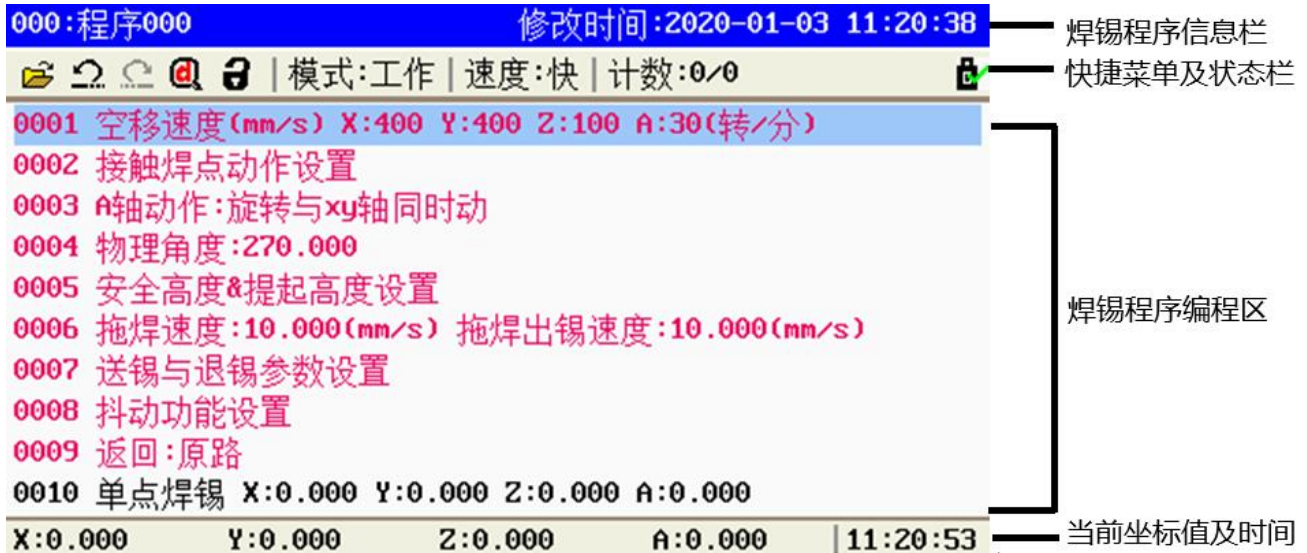 000:程序000 修改时间:2020-01-03 11:20:38 焊锡程序信息栏
d |模式:工作|速度:快|计数:0/0 快捷菜单及状态栏
0001 空移速度(mm/s) X:400 Y:400 Z:100 A:30(转/分)
0002 接触焊点动作设置
0003 A轴动作:旋转与xy轴同时动
0004 物理角度:270.000
0005 安全高度&提起高度设置
0006 拖焊速度:10.000(mm/s) 拖焊出锡速度:10.000(mm/s)
焊锡程序编程区
0007 送锡与退锡参数设置
0008 抖动功能设置
0009 返回:原路
0010 单点焊锡 X:0.000 Y:0.000 Z:0.000 A:0.000
X:0.000 Y:0.000 Z:0.000 A:0.000 |11:20:53 当前坐标值及时间